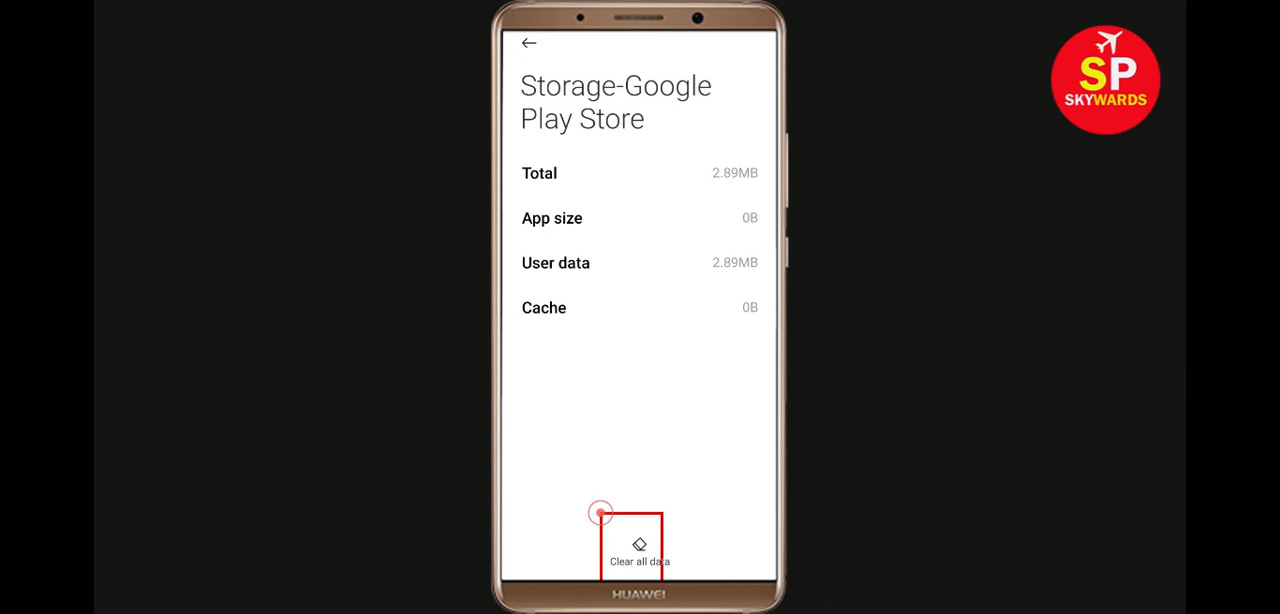 SP
SKYWARDS
Storage-Google
Play Store
Total 2.89MB
App size 0B
User data 2.89MB
Cache 0B
Clear all data
HUAWEI